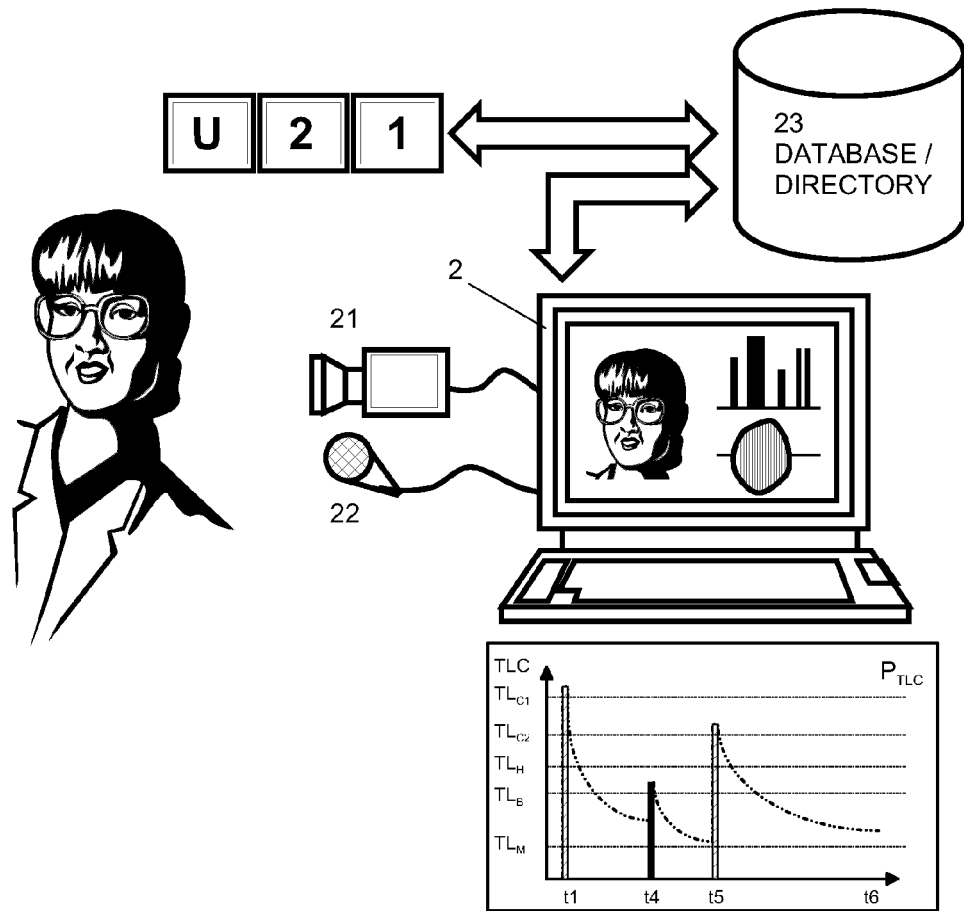 U 2 1
23
DATABASE /
DIRECTORY
2
21
22
TLC
P_TLC
TL_C1
TL_C2
TL_H
TL_B
TL_M
t1 t4 t5 t6